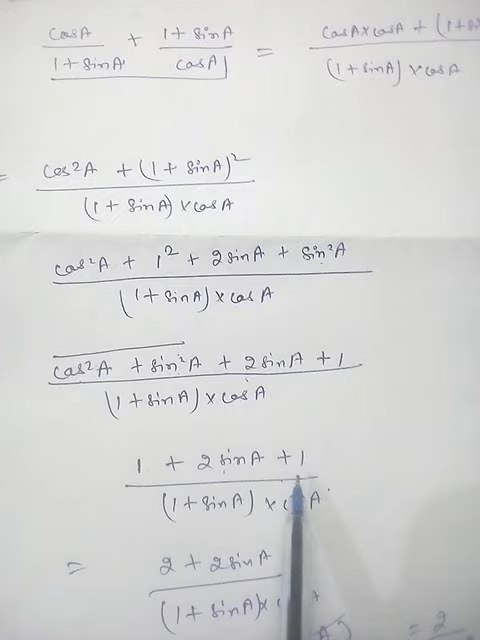 cosA/(1+sinA) + (1+sinA)/cosA = (cosA×cosA + (1+/(1+sinA)×cosA
= (cos²A + (1+sinA)²)/((1+sinA)×cosA)
(cos²A + 1² + 2sinA + sin²A)/((1+sinA)×cosA)
(cos²A + sin²A + 2sinA + 1)/((1+sinA)×cosA)
(1 + 2sinA + 1)/((1+sinA)×cosA)
= (2 + 2sinA)/((1+sinA)×
= 2